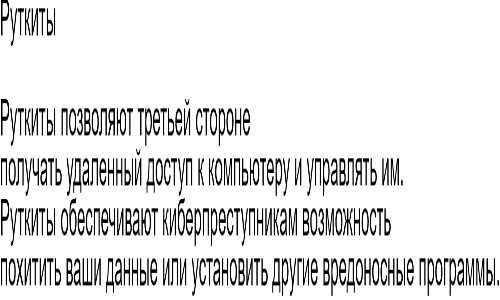 Руткиты
Руткиты позволяют третьей стороне
получать удаленный доступ к компьютеру и управлять им.
Руткиты обеспечивают киберпреступникам возможность
похитить ваши данные или установить другие вредоносные программы.